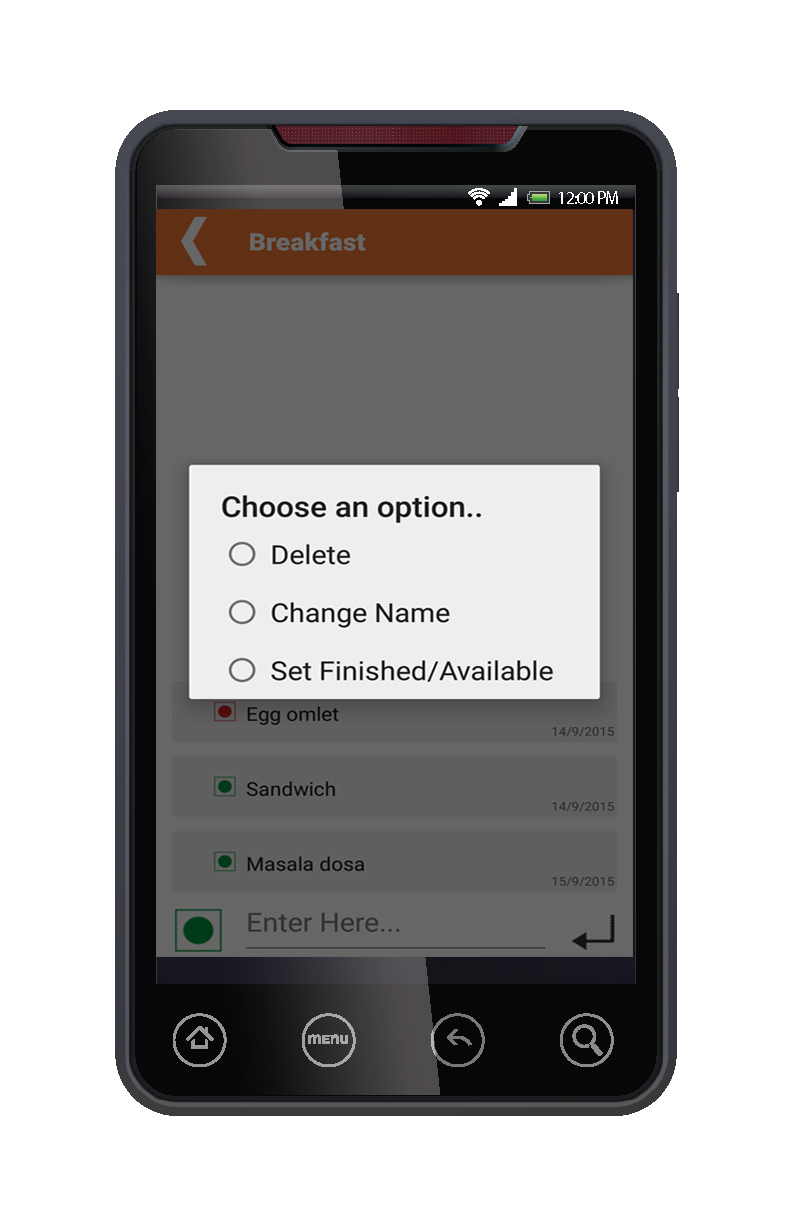 12:00 PM
Breakfast
Choose an option..
Delete
Change Name
Set Finished/Available
Egg omlet
14/9/2015
Sandwich
14/9/2015
Masala dosa
15/9/2015
Enter Here...
menu